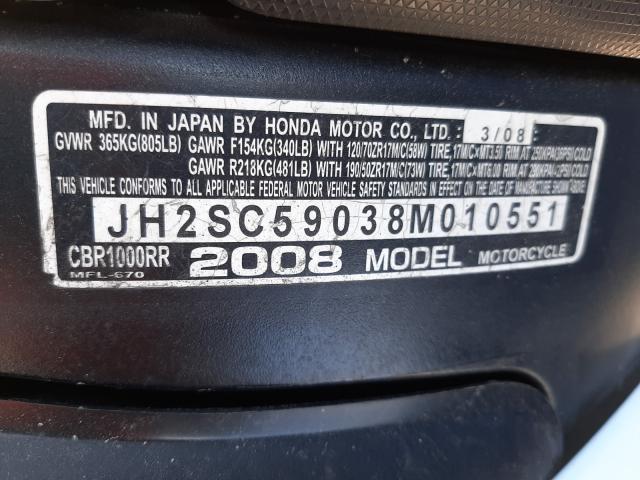 MFD. IN JAPAN BY HONDA MOTOR CO., LTD. 3/08
GVWR 365KG(805LB) GAWR F154KG(340LB) WITH 120/70ZR17M/C(58W) TIRE, 17M/C×MT3.50 RIM AT 250KPA(36PSI)COLD
GAWR R218KG(481LB) WITH 190/50ZR17M/C(73W) TIRE, 17M/C×MT6.00 RIM AT 290KPA(42PSI)COLD
THIS VEHICLE CONFORMS TO ALL APPLICABLE FEDERAL MOTOR VEHICLE SAFETY STANDARDS IN EFFECT ON THE DATE OF MANUFACTURE SHOWN ABOVE.
JH2SC59038M010551
CBR1000RR 2008 MODEL MOTORCYCLE
MFL-670